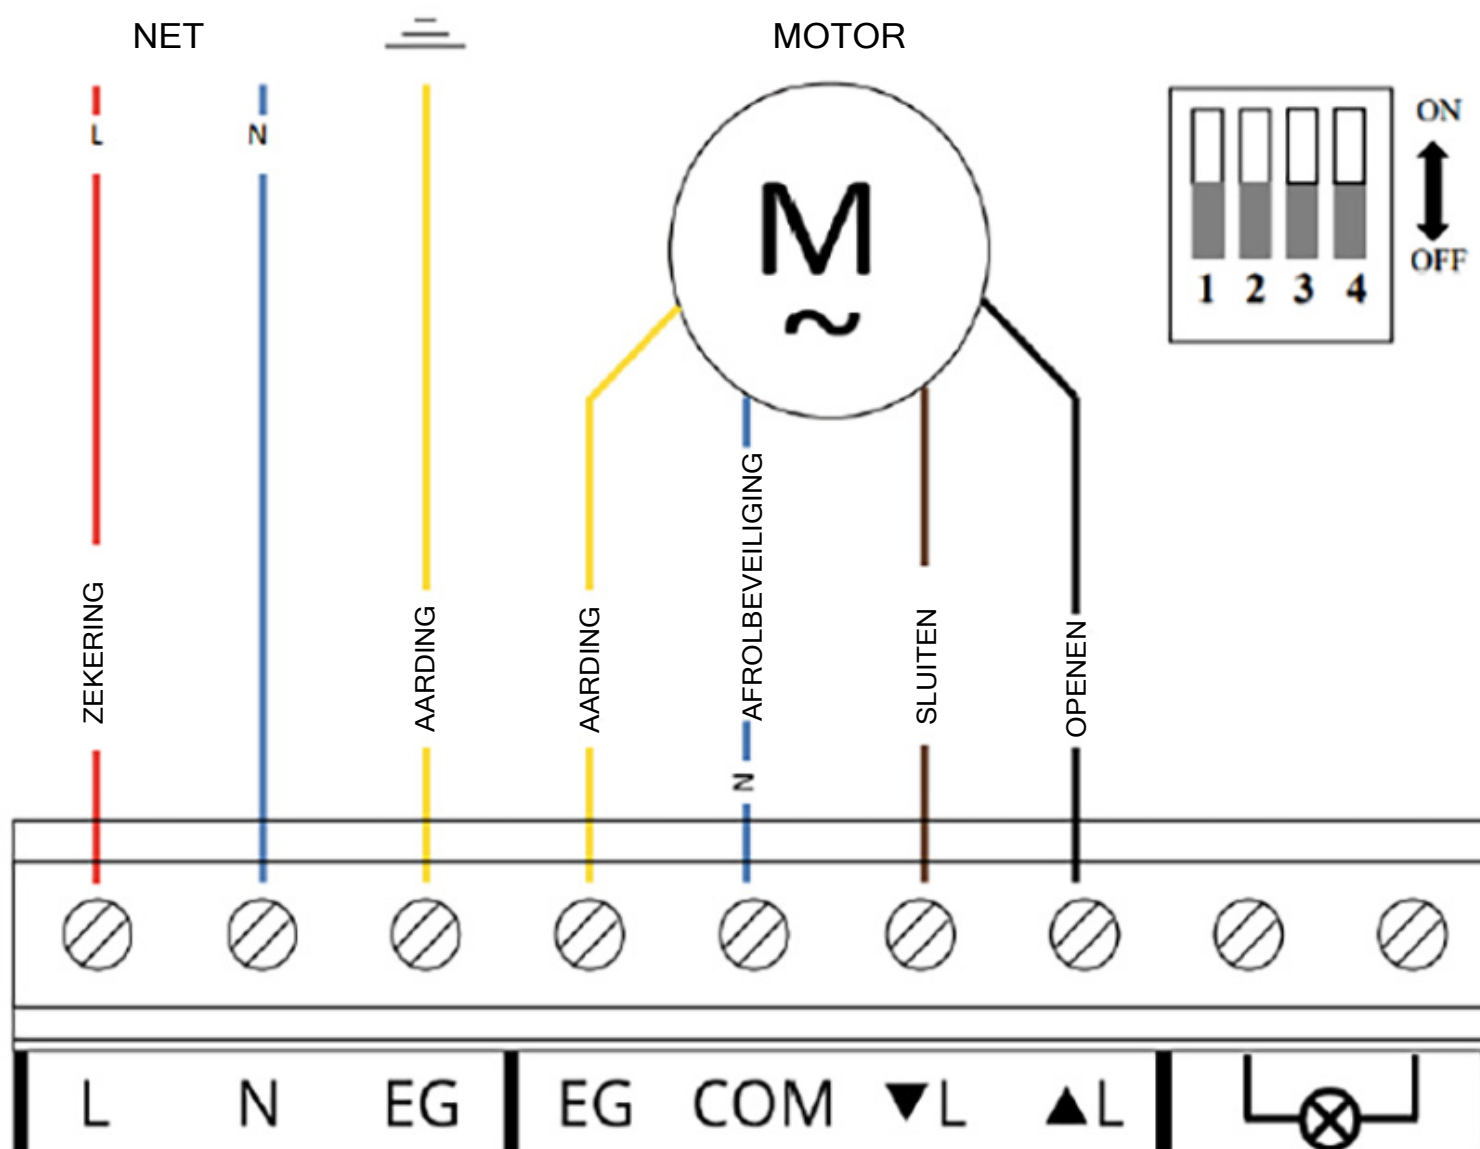 NET
MOTOR
L
N
M
~
ON
OFF
1 2 3 4
ZEKERING
AARDING
AARDING
AFROLBEVEILIGING
N
SLUITEN
OPENEN
L N EG EG COM ▼L ▲L